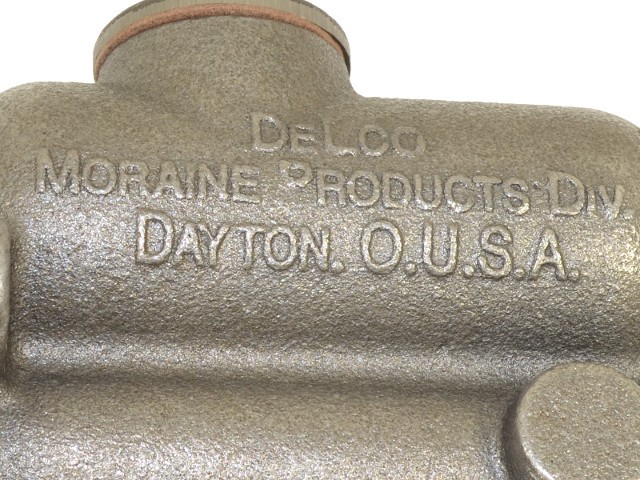 DELCO
MORAINE PRODUCTS DIV.
DAYTON. O.U.S.A.